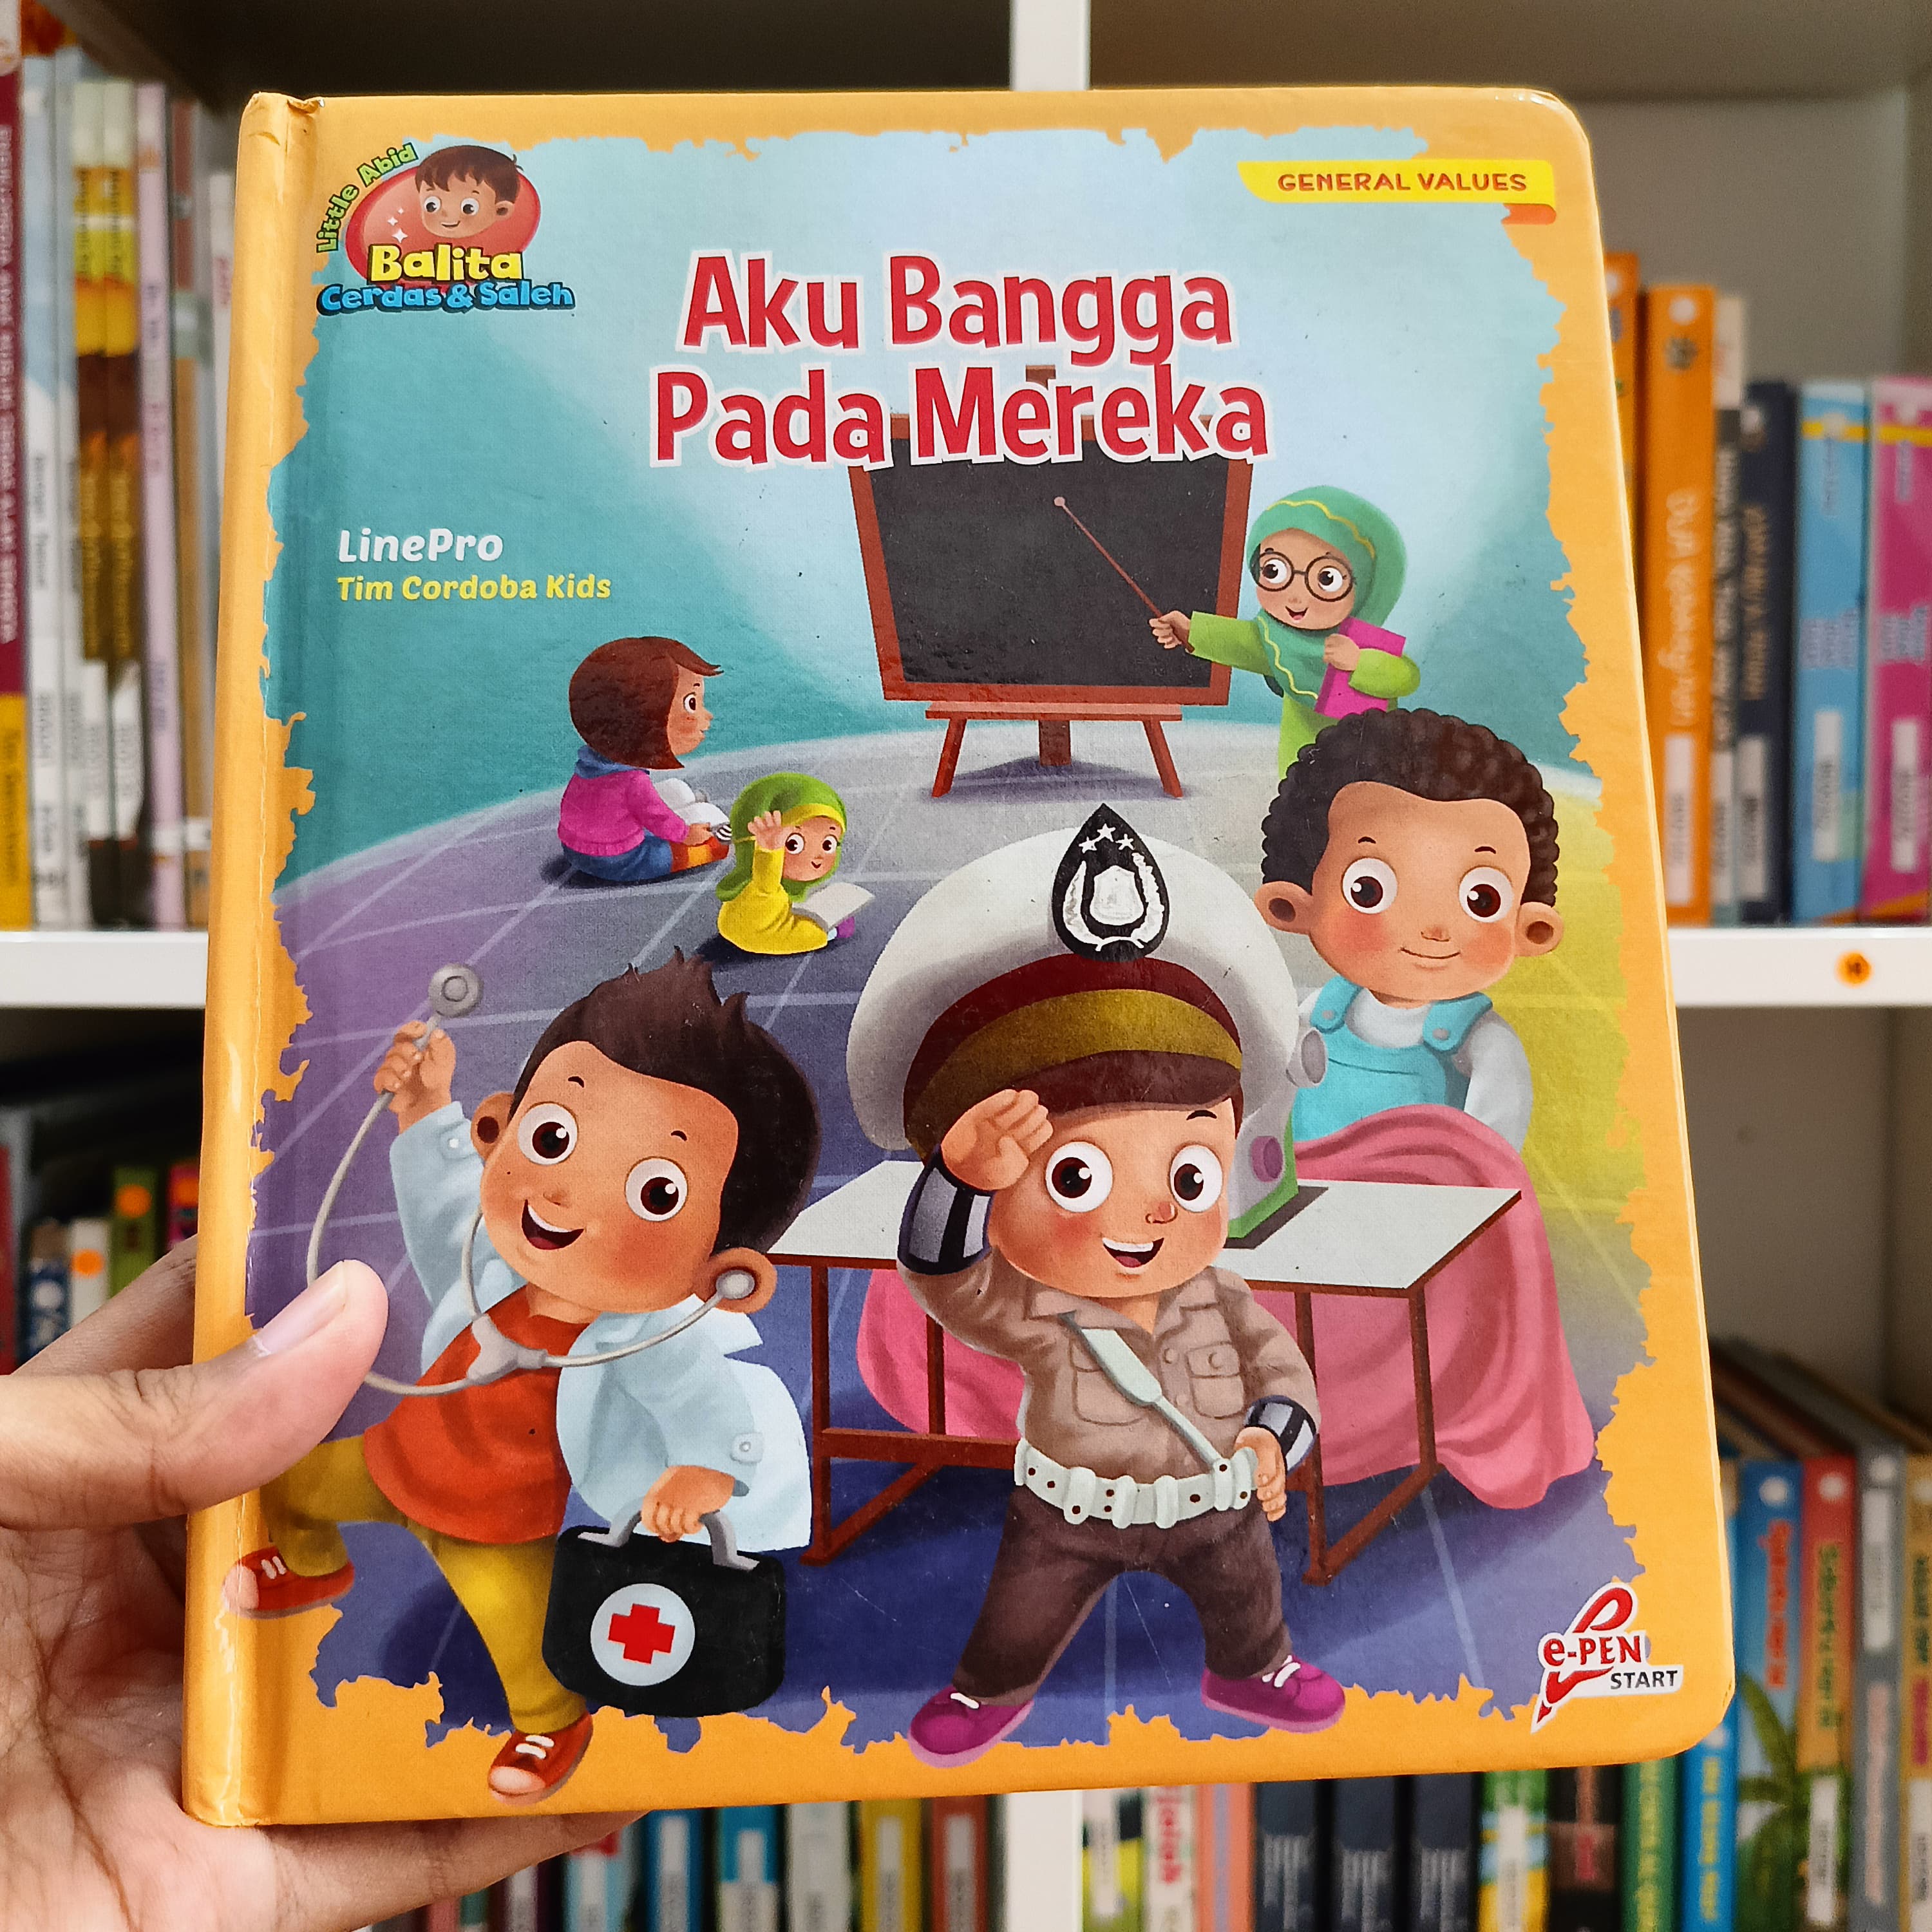 Little Abid
Balita
Cerdas & Saleh
GENERAL VALUES
Aku Bangga
Pada Mereka
LinePro
Tim Cordoba Kids
e-PEN
START